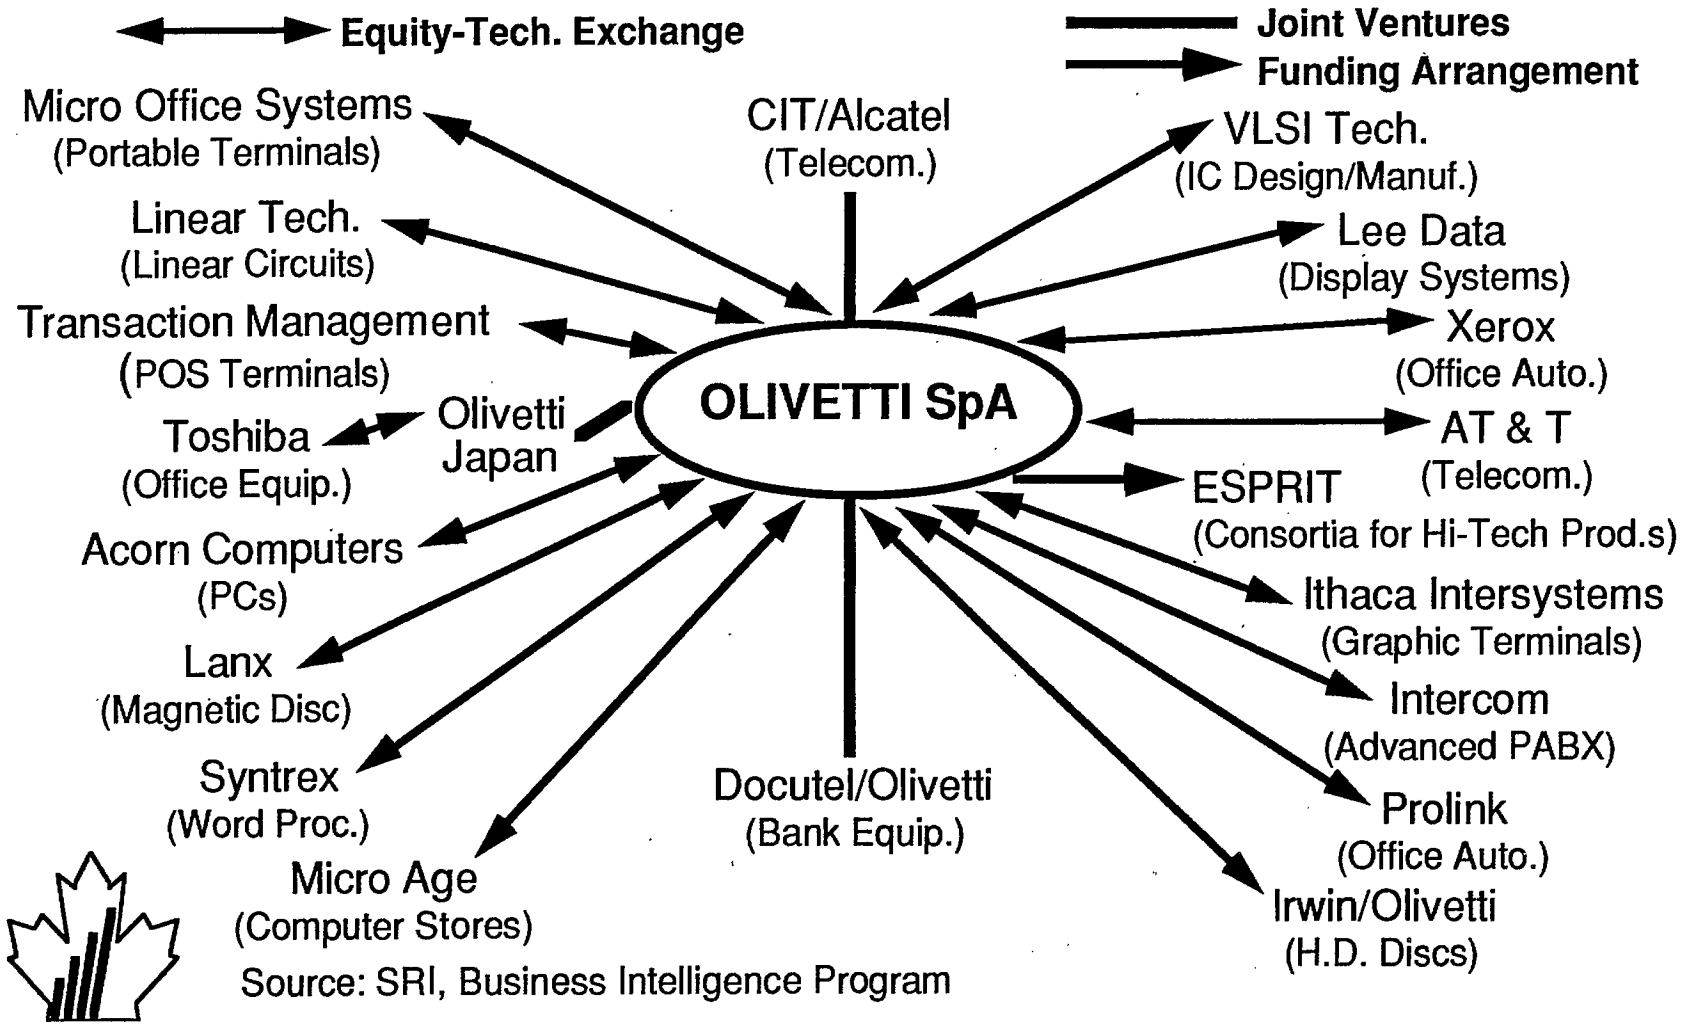 Equity-Tech. Exchange
Joint Ventures
Funding Arrangement
Micro Office Systems
(Portable Terminals)
CIT/Alcatel
(Telecom.)
VLSI Tech.
(IC Design/Manuf.)
Linear Tech.
(Linear Circuits)
Lee Data
(Display Systems)
Transaction Management
(POS Terminals)
Xerox
(Office Auto.)
OLIVETTI SpA
Olivetti
Japan
Toshiba
(Office Equip.)
AT & T
(Telecom.)
ESPRIT
(Consortia for Hi-Tech Prod.s)
Acorn Computers
(PCs)
Ithaca Intersystems
(Graphic Terminals)
Lanx
(Magnetic Disc)
Intercom
(Advanced PABX)
Syntrex
(Word Proc.)
Docutel/Olivetti
(Bank Equip.)
Prolink
(Office Auto.)
Micro Age
(Computer Stores)
Irwin/Olivetti
(H.D. Discs)
Source: SRI, Business Intelligence Program